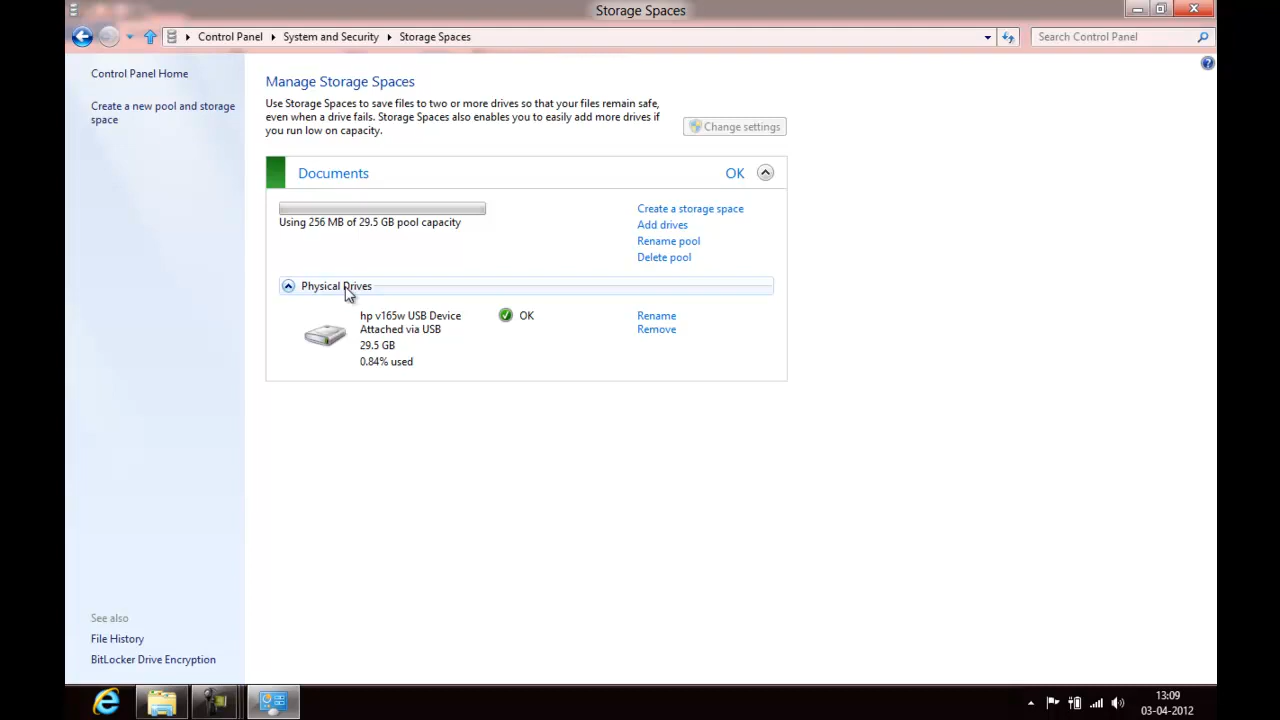 Storage Spaces
Control Panel
System and Security
Storage Spaces
Search Control Panel
Control Panel Home
Create a new pool and storage
space
Manage Storage Spaces
Use Storage Spaces to save files to two or more drives so that your files remain safe,
even when a drive fails. Storage Spaces also enables you to easily add more drives if
you run low on capacity.
Change settings
Documents
OK
Using 256 MB of 29.5 GB pool capacity
Create a storage space
Add drives
Rename pool
Delete pool
Physical Drives
hp v165w USB Device
Attached via USB
29.5 GB
0.84% used
OK
Rename
Remove
See also
File History
BitLocker Drive Encryption
13:09
03-04-2012